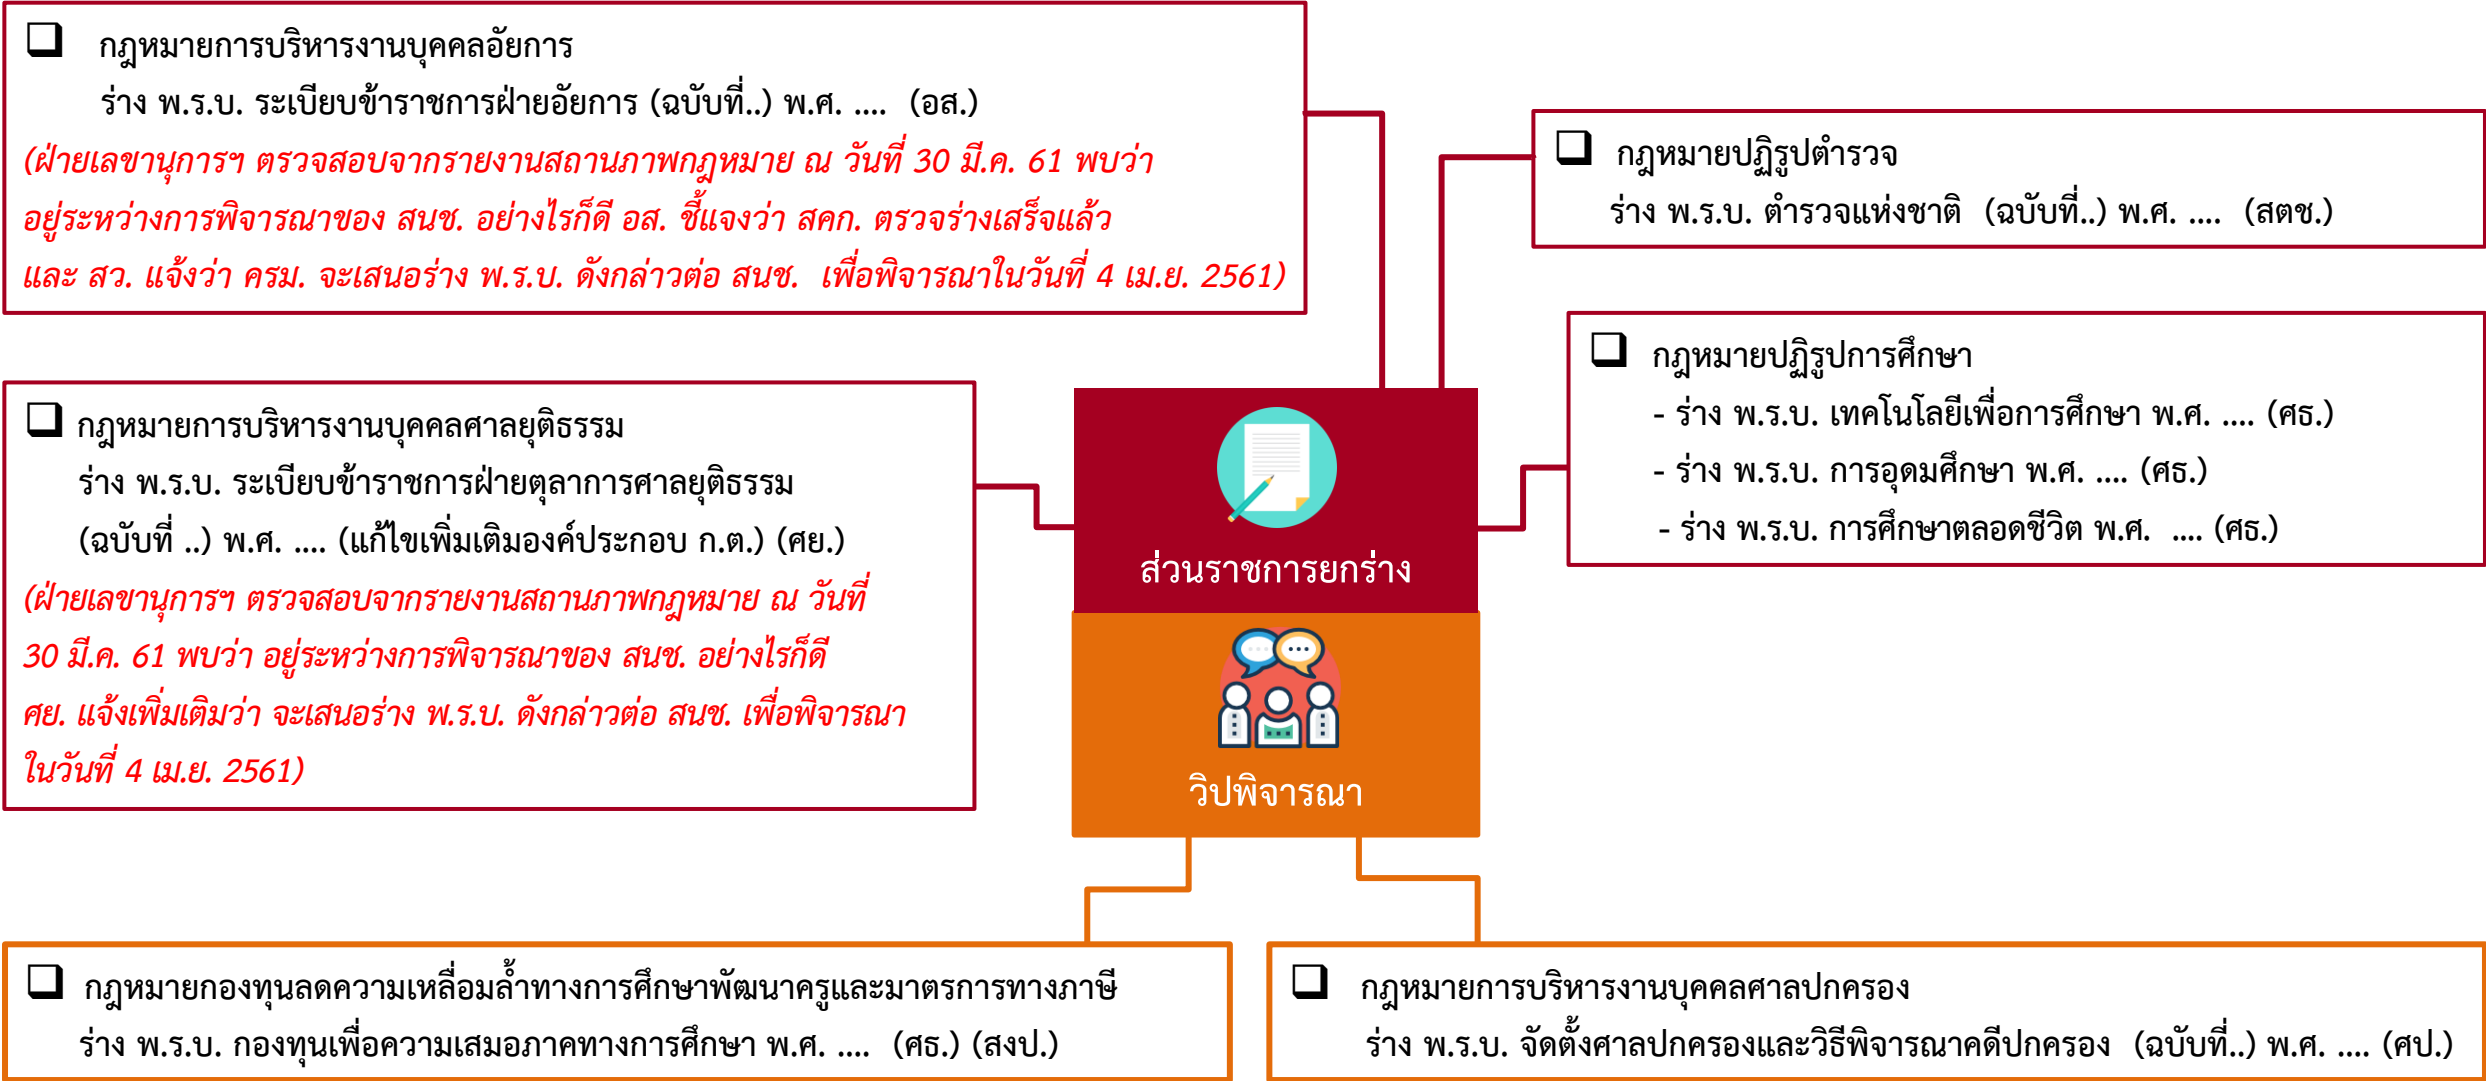 กฎหมายการบริหารงานบุคคลอัยการ
ร่าง พ.ร.บ. ระเบียบข้าราชการฝ่ายอัยการ (ฉบับที่..) พ.ศ. .... (อส.)
(ฝ่ายเลขานุการฯ ตรวจสอบจากรายงานสถานภาพกฎหมาย ณ วันที่ 30 มี.ค. 61 พบว่า
อยู่ระหว่างการพิจารณาของ สนช. อย่างไรก็ดี อส. ชี้แจงว่า สคก. ตรวจร่างเสร็จแล้ว
และ สว. แจ้งว่า ครม. จะเสนอร่าง พ.ร.บ. ดังกล่าวต่อ สนช. เพื่อพิจารณาในวันที่ 4 เม.ย. 2561)
กฎหมายปฏิรูปตำรวจ
ร่าง พ.ร.บ. ตำรวจแห่งชาติ (ฉบับที่..) พ.ศ. .... (สตช.)
กฎหมายปฏิรูปการศึกษา
- ร่าง พ.ร.บ. เทคโนโลยีเพื่อการศึกษา พ.ศ. .... (ศธ.)
- ร่าง พ.ร.บ. การอุดมศึกษา พ.ศ. .... (ศธ.)
- ร่าง พ.ร.บ. การศึกษาตลอดชีวิต พ.ศ. .... (ศธ.)
กฎหมายการบริหารงานบุคคลศาลยุติธรรม
ร่าง พ.ร.บ. ระเบียบข้าราชการฝ่ายตุลาการศาลยุติธรรม
(ฉบับที่ ..) พ.ศ. .... (แก้ไขเพิ่มเติมองค์ประกอบ ก.ต.) (ศย.)
(ฝ่ายเลขานุการฯ ตรวจสอบจากรายงานสถานภาพกฎหมาย ณ วันที่
30 มี.ค. 61 พบว่า อยู่ระหว่างการพิจารณาของ สนช. อย่างไรก็ดี
ศย. แจ้งเพิ่มเติมว่า จะเสนอร่าง พ.ร.บ. ดังกล่าวต่อ สนช. เพื่อพิจารณา
ในวันที่ 4 เม.ย. 2561)
ส่วนราชการยกร่าง
วิปพิจารณา
กฎหมายกองทุนลดความเหลื่อมล้ำทางการศึกษาพัฒนาครูและมาตรการทางภาษี
ร่าง พ.ร.บ. กองทุนเพื่อความเสมอภาคทางการศึกษา พ.ศ. .... (ศธ.) (สงป.)
กฎหมายการบริหารงานบุคคลศาลปกครอง
ร่าง พ.ร.บ. จัดตั้งศาลปกครองและวิธีพิจารณาคดีปกครอง (ฉบับที่..) พ.ศ. .... (ศป.)